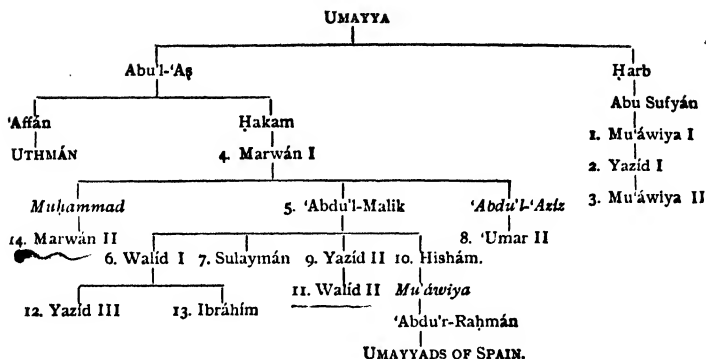 UMAYYA
Abu'l-‘Aṣ Ḥarb
Abu Sufyán
‘Affán Ḥakam
UTHMÁN 4. Marwán I 1. Mu‘áwiya I
2. Yazíd I
Muḥammad 5. ‘Abdu'l-Malik ‘Abdu'l-‘Azíz 3. Mu‘áwiya II
14. Marwán II 8. ‘Umar II
6. Walíd I 7. Sulaymán 9. Yazíd II 10. Hishám.
12. Yazíd III 13. Ibráhím 11. Walíd II Mu‘áwiya
‘Abdu'r-Raḥmán
UMAYYADS OF SPAIN.